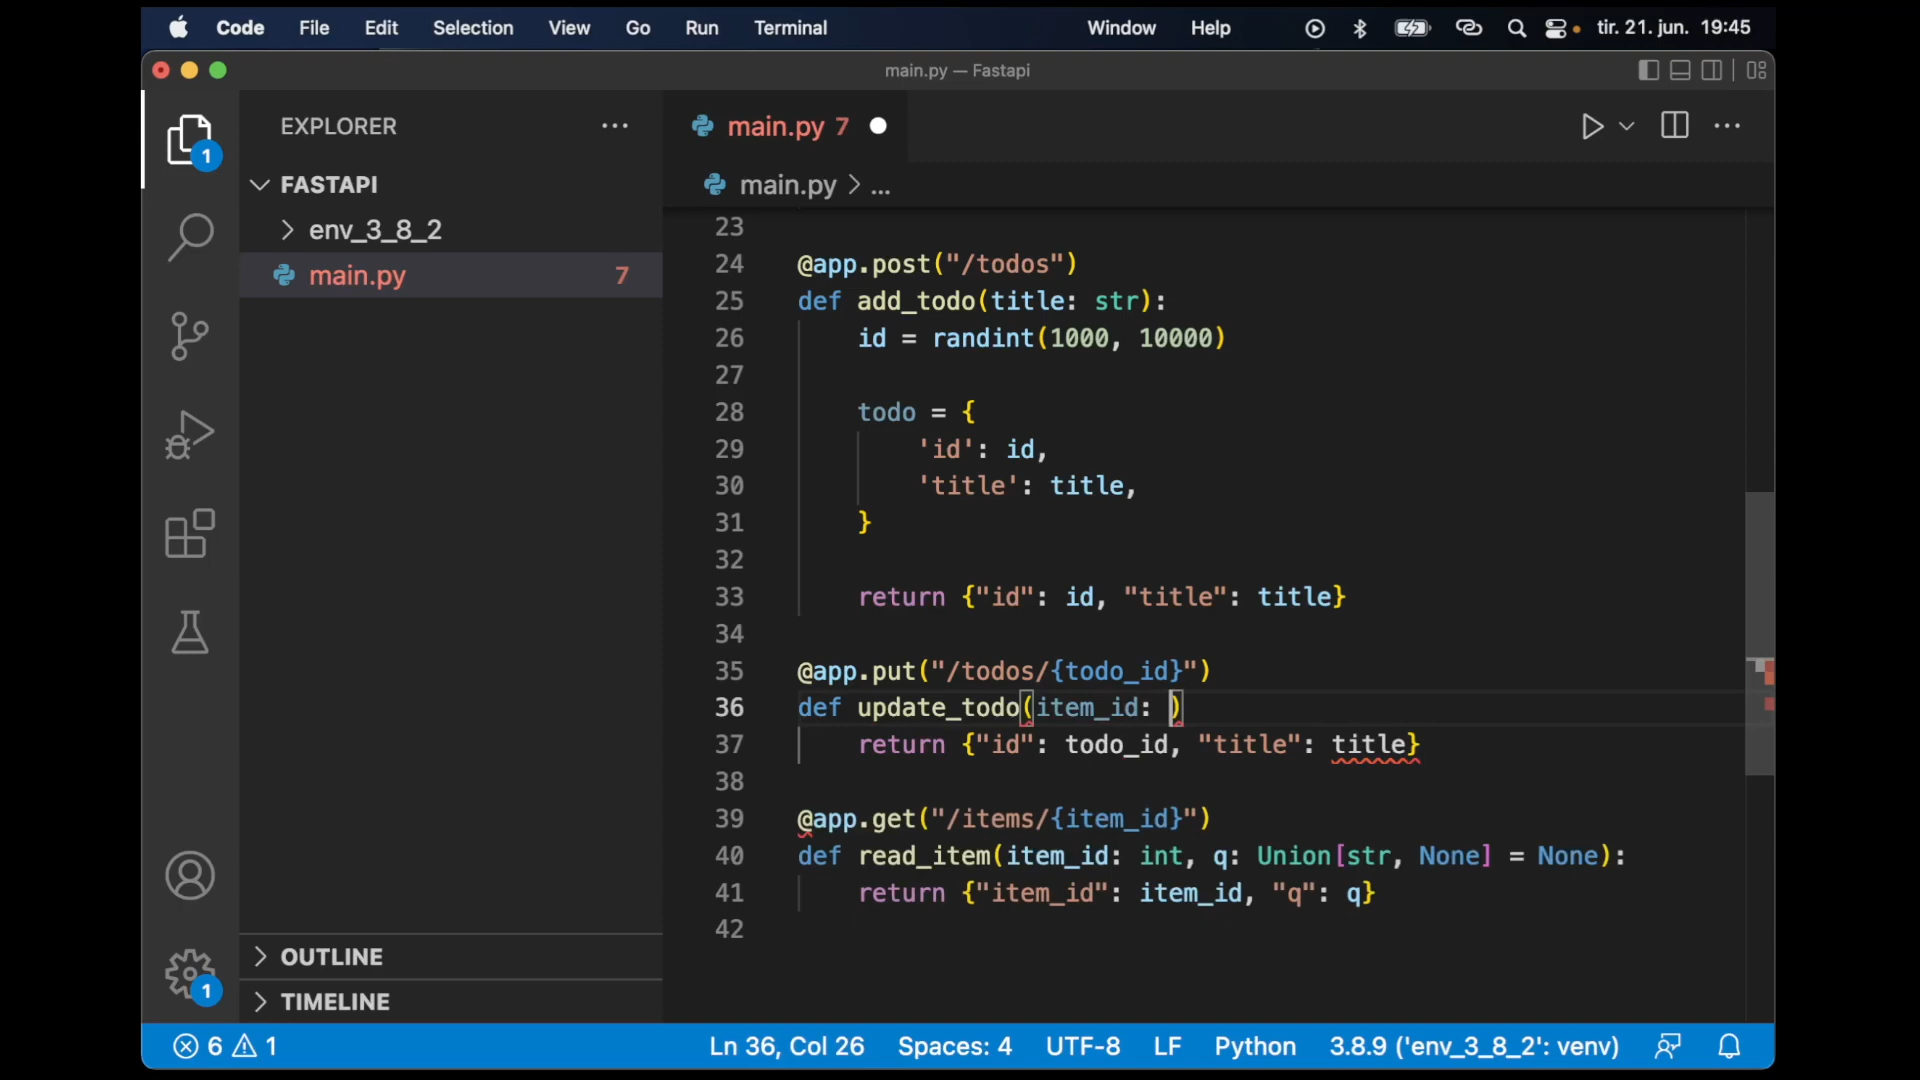 Code File Edit Selection View Go Run Terminal Window Help tir. 21. jun. 19:45
main.py — Fastapi
EXPLORER ···
FASTAPI
env_3_8_2
main.py 7
OUTLINE
TIMELINE
1
1
main.py 7
main.py > ...
23
24 @app.post("/todos")
25 def add_todo(title: str):
26     id = randint(1000, 10000)
27
28     todo = {
29         'id': id,
30         'title': title,
31     }
32
33     return {"id": id, "title": title}
34
35 @app.put("/todos/{todo_id}")
36 def update_todo(item_id: )
37     return {"id": todo_id, "title": title}
38
39 @app.get("/items/{item_id}")
40 def read_item(item_id: int, q: Union[str, None] = None):
41     return {"item_id": item_id, "q": q}
42
6 1 Ln 36, Col 26 Spaces: 4 UTF-8 LF Python 3.8.9 ('env_3_8_2': venv)